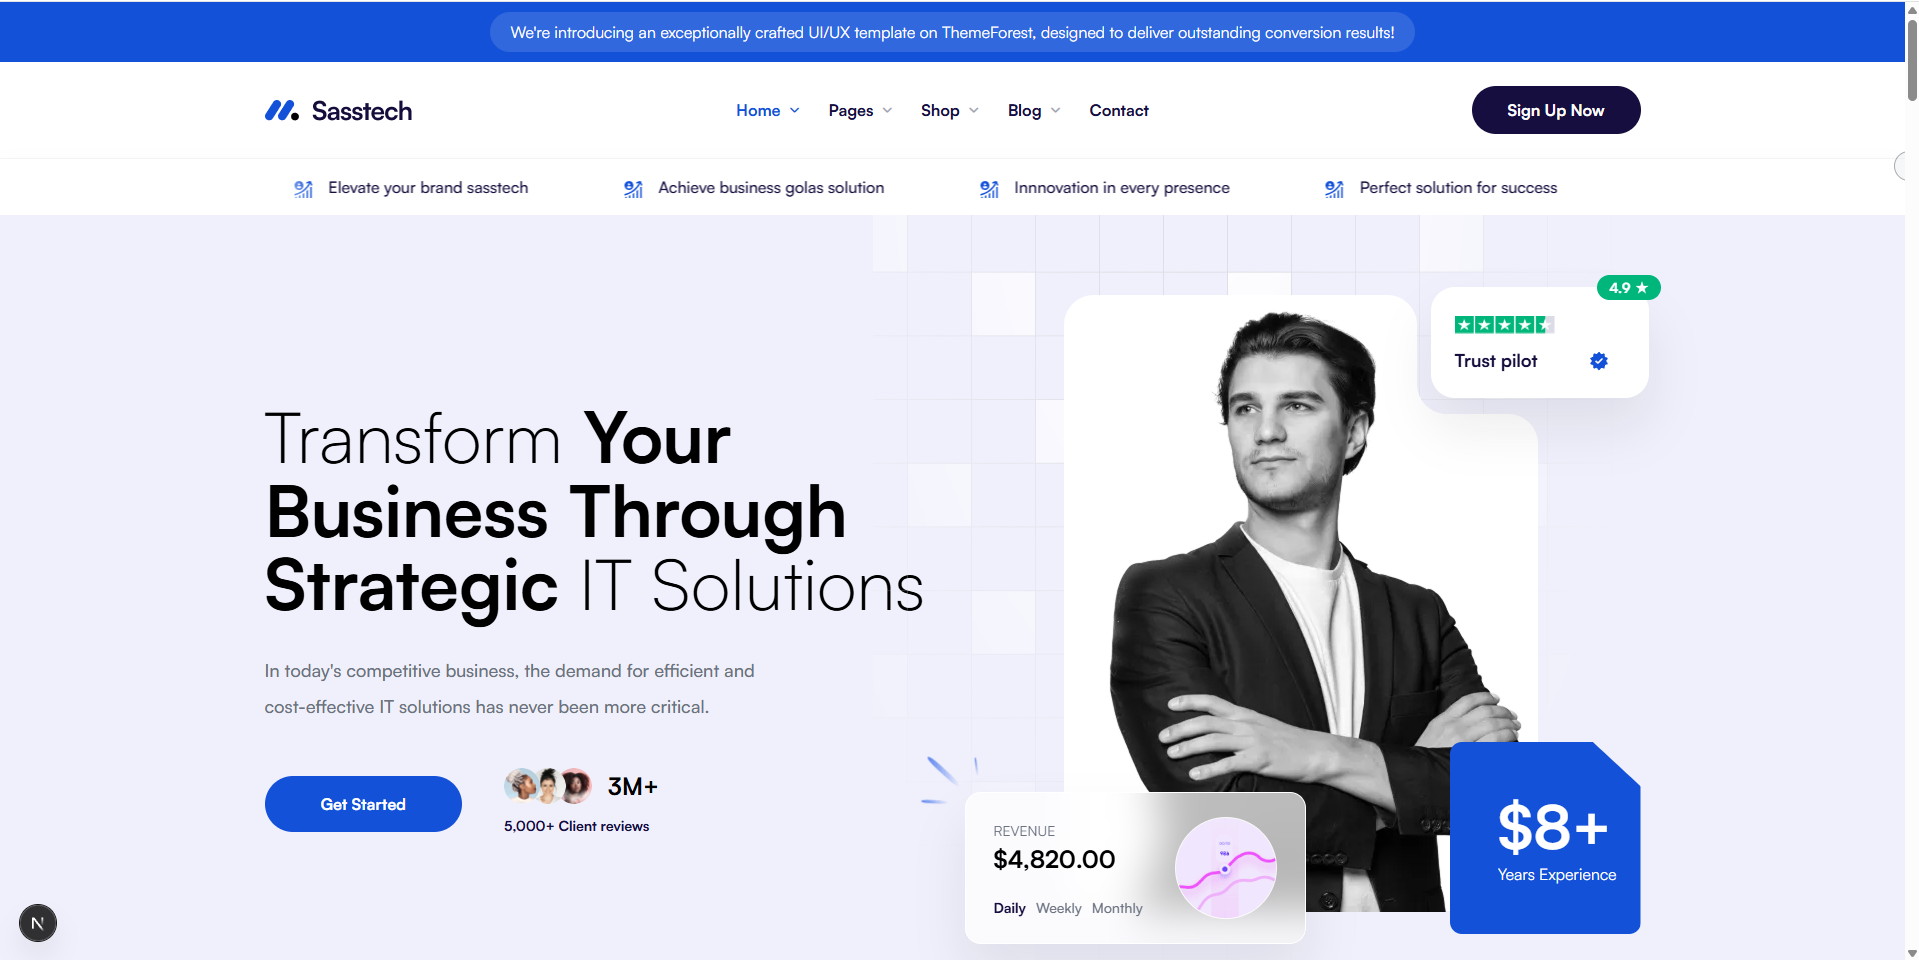 We're introducing an exceptionally crafted UI/UX template on ThemeForest, designed to deliver outstanding conversion results!
Sasstech
Home
Pages
Shop
Blog
Contact
Sign Up Now
Elevate your brand sasstech
Achieve business golas solution
Innnovation in every presence
Perfect solution for success
4.9
Trust pilot
Transform Your
Business Through
Strategic IT Solutions
In today's competitive business, the demand for efficient and
cost-effective IT solutions has never been more critical.
Get Started
3M+
5,000+ Client reviews
REVENUE
$4,820.00
Daily Weekly Monthly
$8+
Years Experience
N